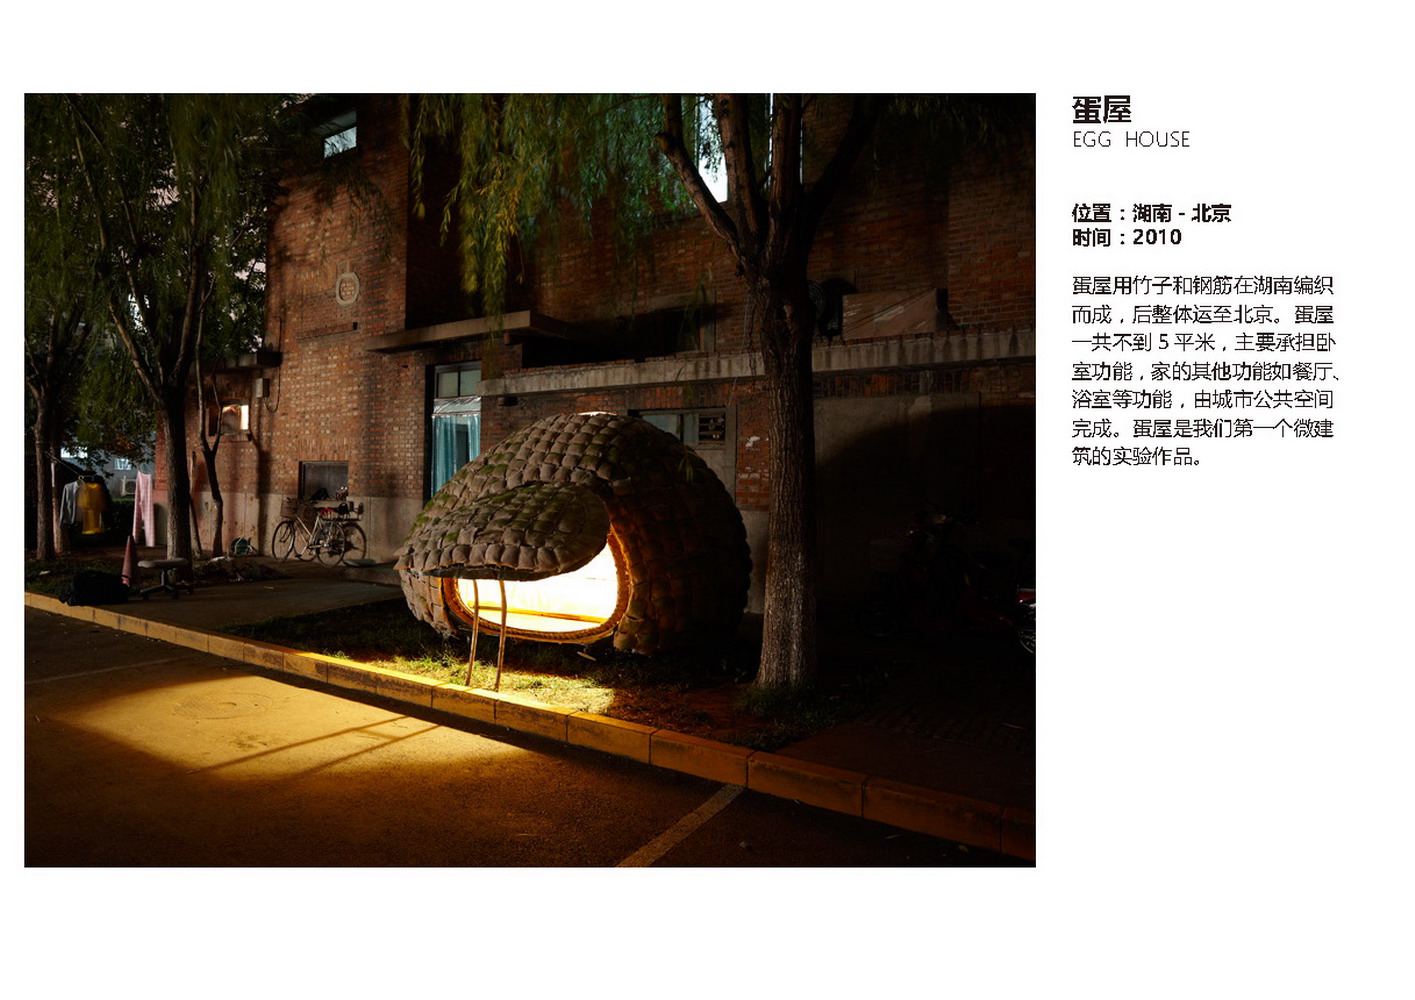 蛋屋
EGG HOUSE
位置：湖南 - 北京
时间：2010
蛋屋用竹子和钢筋在湖南编织
而成，后整体运至北京。蛋屋
一共不到 5 平米，主要承担卧
室功能，家的其他功能如餐厅、
浴室等功能，由城市公共空间
完成。蛋屋是我们第一个微建
筑的实验作品。